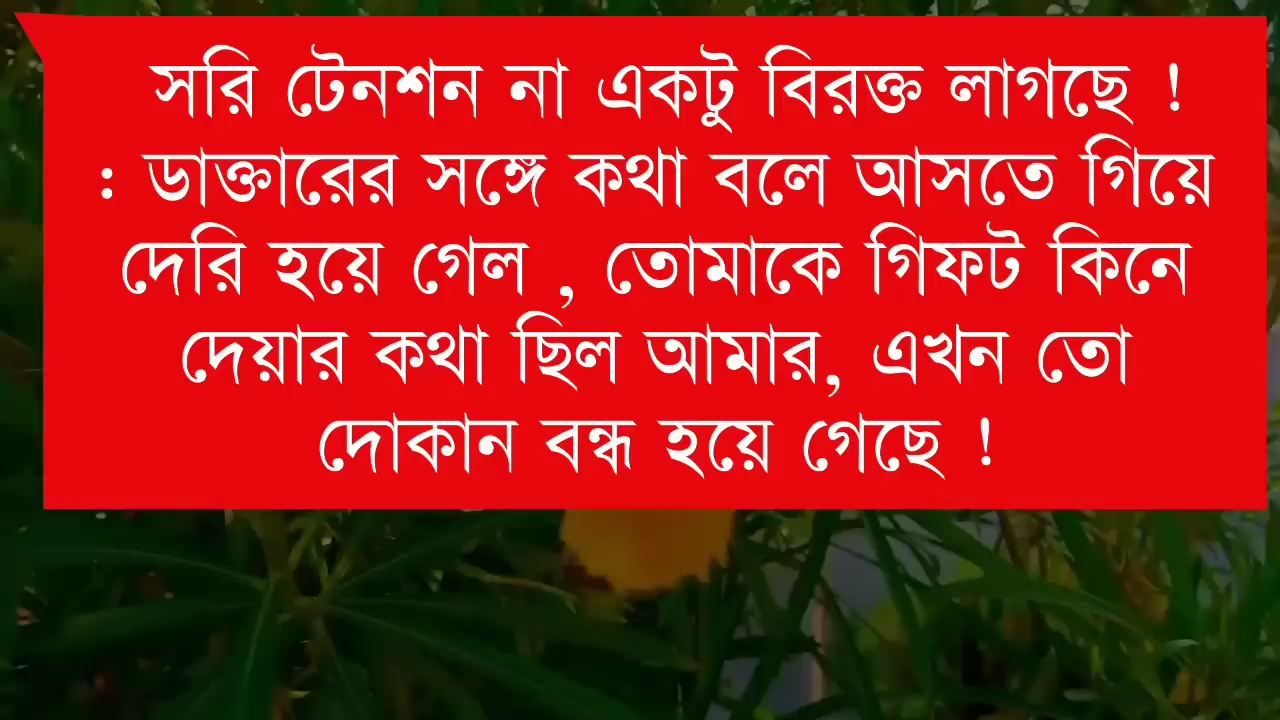 সরি টেনশন না একটু বিরক্ত লাগছে !
: ডাক্তারের সঙ্গে কথা বলে আসতে গিয়ে
দেরি হয়ে গেল , তোমাকে গিফট কিনে
দেয়ার কথা ছিল আমার, এখন তো
দোকান বন্ধ হয়ে গেছে !